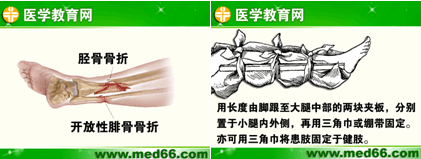 医学教育网
胫骨骨折
开放性腓骨骨折
www.med66.com
医学教育网
用长度由脚跟至大腿中部的两块夹板，分别
置于小腿内外侧，再用三角巾或绷带固定。
亦可用三角巾将患肢固定于健肢。
www.med66.com